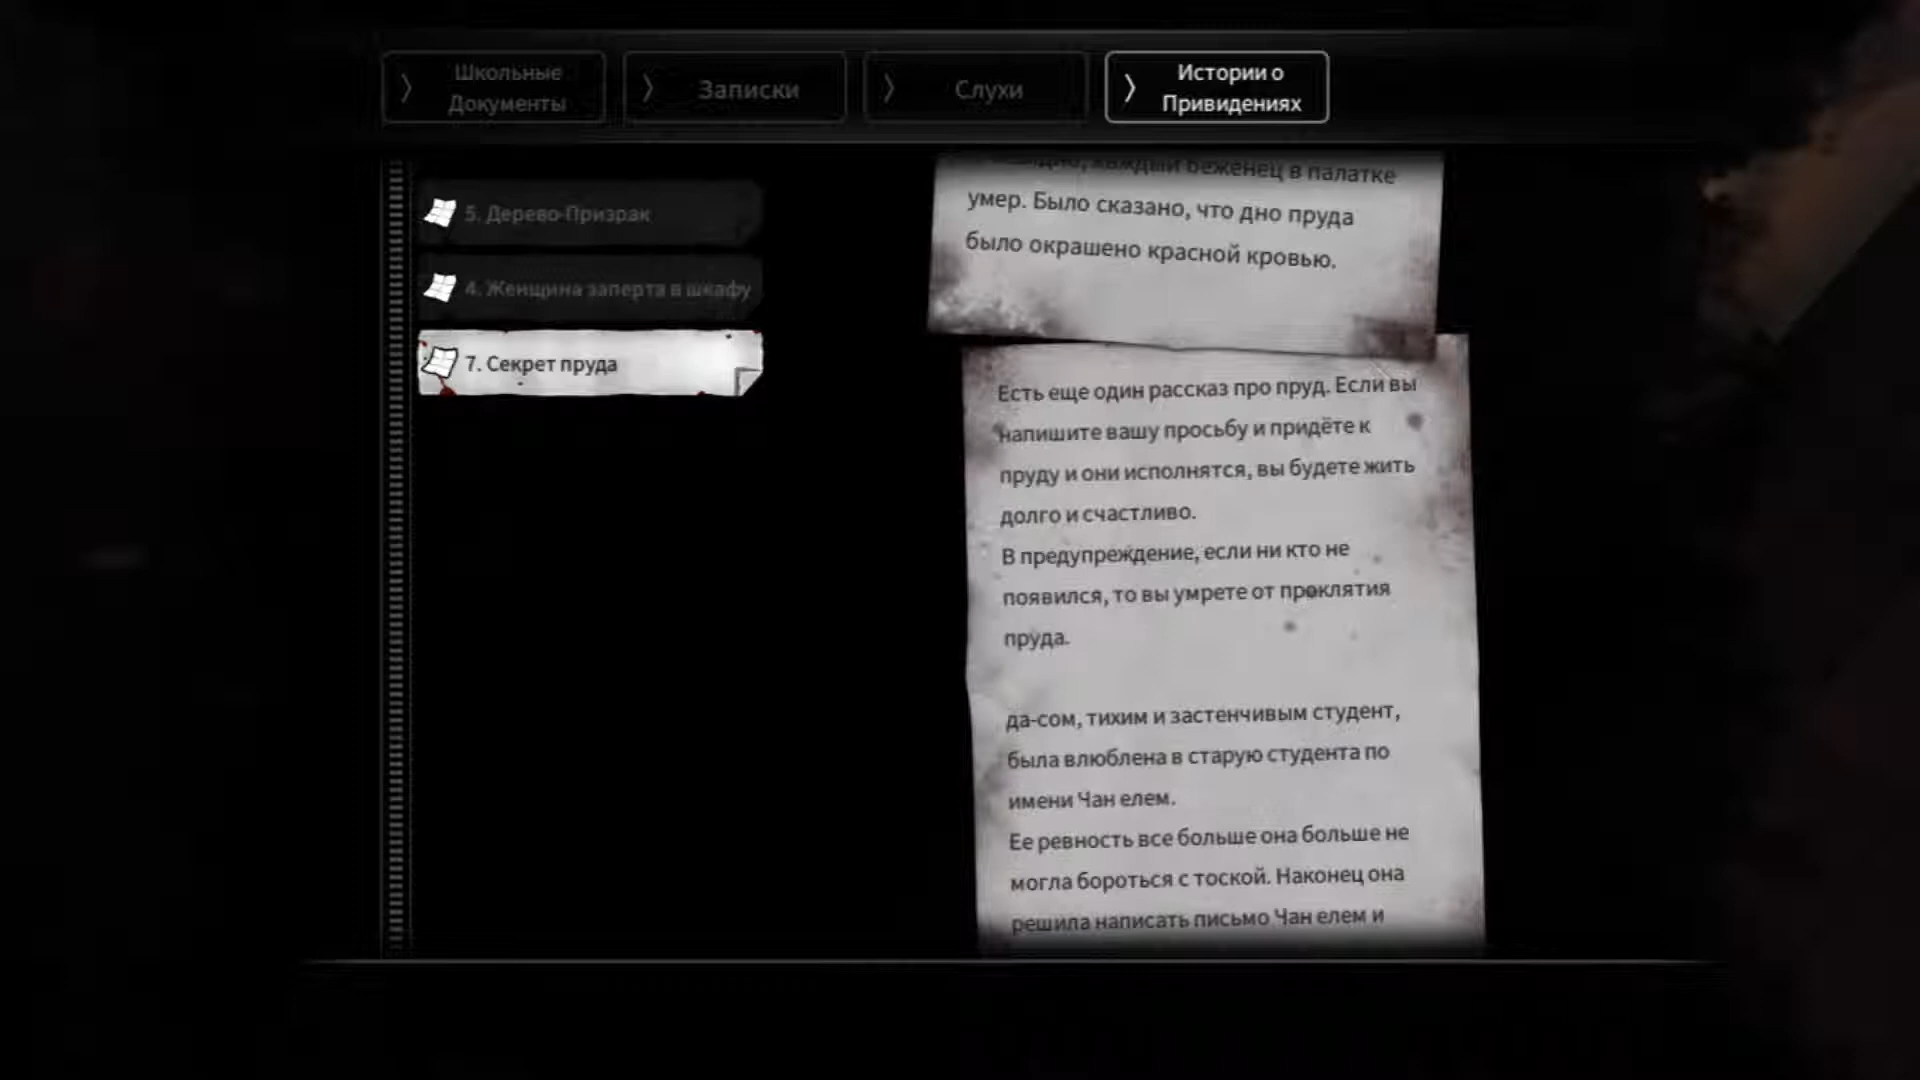 Школьные
Документы
Записки
Слухи
Истории о
Привидениях
5. Дерево-Призрак
4. Женщина заперта в шкафу
7. Секрет пруда
каждый беженец в палатке
умер. Было сказано, что дно пруда
было окрашено красной кровью.
Есть еще один рассказ про пруд. Если вы
напишите вашу просьбу и придёте к
пруду и они исполнятся, вы будете жить
долго и счастливо.
В предупреждение, если ни кто не
появился, то вы умрете от проклятия
пруда.
да-сом, тихим и застенчивым студент,
была влюблена в старую студента по
имени Чан елем.
Ее ревность все больше она больше не
могла бороться с тоской. Наконец она
решила написать письмо Чан елем и